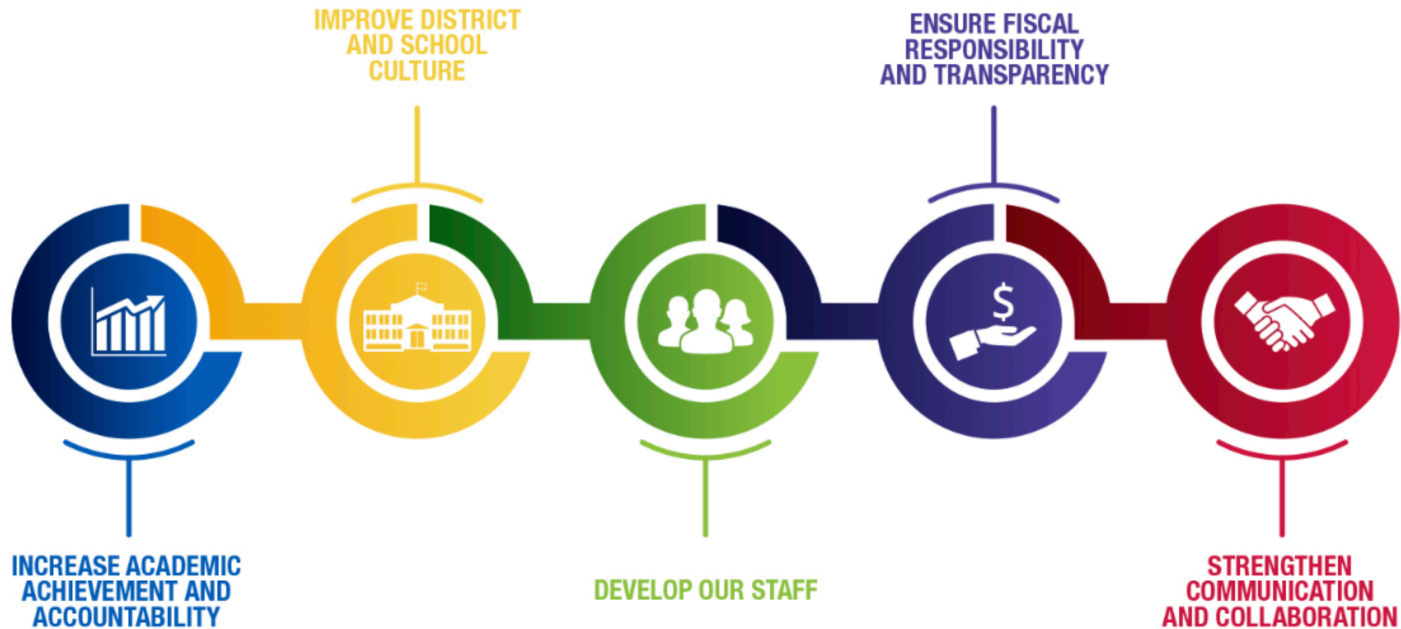 IMPROVE DISTRICT
AND SCHOOL
CULTURE
ENSURE FISCAL
RESPONSIBILITY
AND TRANSPARENCY
$
INCREASE ACADEMIC
ACHIEVEMENT AND
ACCOUNTABILITY
DEVELOP OUR STAFF
STRENGTHEN
COMMUNICATION
AND COLLABORATION